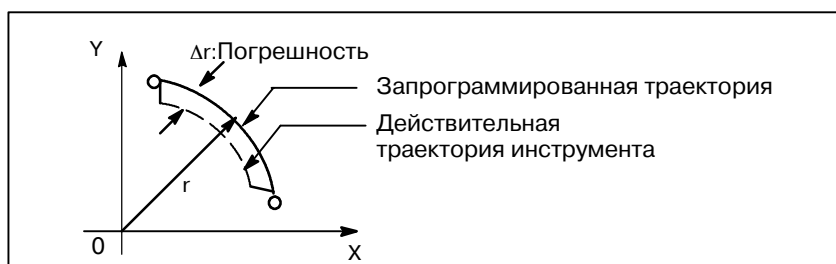 Y
Δr:Погрешность
Запрограммированная траектория
Действительная
траектория инструмента
r
0
X